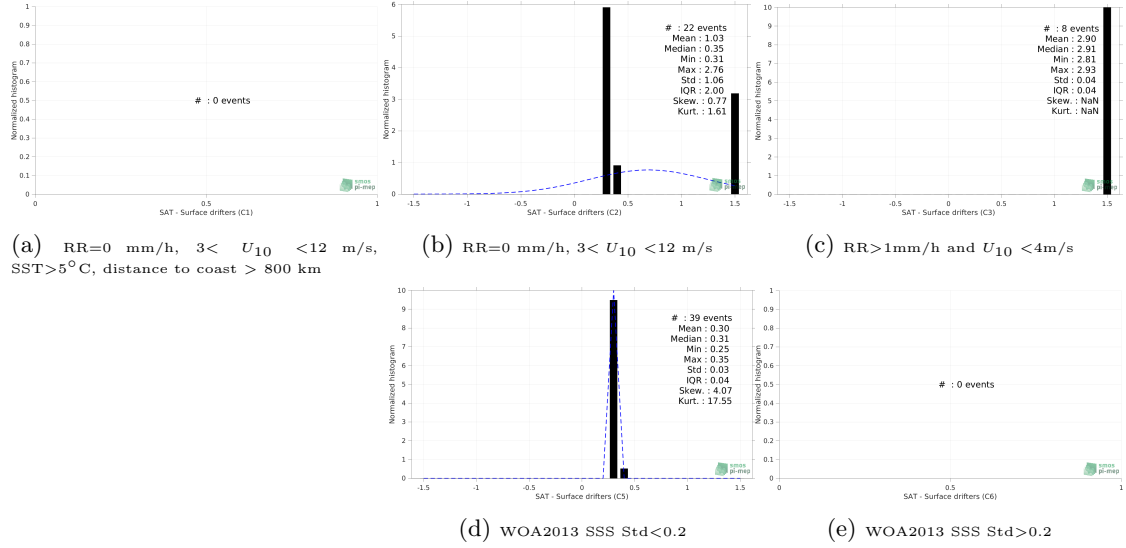 1
0.9
0.8
0.7
0.6
0.5
0.4
0.3
0.2
0.1
0
Normalized histogram
# : 0 events
0 0.5 1
SAT - Surface drifters (C1)
smos
pi-mep
(a) RR=0 mm/h, 3< U10 <12 m/s,
SST>5°C, distance to coast > 800 km
6
5
4
3
2
1
0
Normalized histogram
# : 22 events
Mean : 1.03
Median : 0.35
Min : 0.31
Max : 2.76
Std : 1.06
IQR : 2.00
Skew. : 0.77
Kurt. : 1.61
-1.5 -1 -0.5 0 0.5 1 1.5
SAT - Surface drifters (C2)
smos
pi-mep
(b) RR=0 mm/h, 3< U10 <12 m/s
10
9
8
7
6
5
4
3
2
1
0
Normalized histogram
# : 8 events
Mean : 2.90
Median : 2.91
Min : 2.81
Max : 2.93
Std : 0.04
IQR : 0.04
Skew. : NaN
Kurt. : NaN
-1.5 -1 -0.5 0 0.5 1 1.5
SAT - Surface drifters (C3)
smos
pi-mep
(c) RR>1mm/h and U10 <4m/s
10
9
8
7
6
5
4
3
2
1
0
Normalized histogram
# : 39 events
Mean : 0.30
Median : 0.31
Min : 0.25
Max : 0.35
Std : 0.03
IQR : 0.04
Skew. : 4.07
Kurt. : 17.55
-1.5 -1 -0.5 0 0.5 1 1.5
SAT - Surface drifters (C5)
smos
pi-mep
(d) WOA2013 SSS Std<0.2
1
0.9
0.8
0.7
0.6
0.5
0.4
0.3
0.2
0.1
0
Normalized histogram
# : 0 events
0 0.5 1
SAT - Surface drifters (C6)
smos
pi-mep
(e) WOA2013 SSS Std>0.2